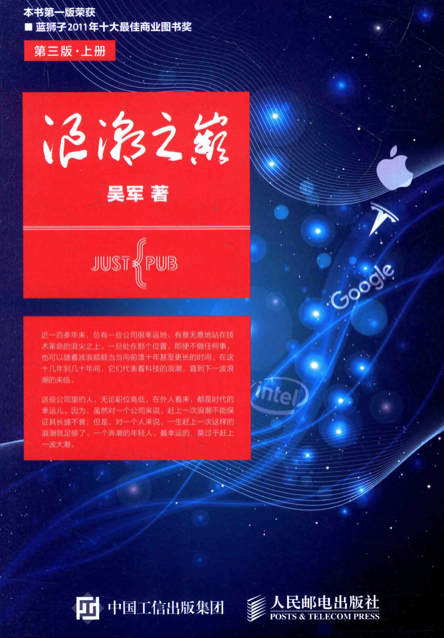 本书第一版荣获
■ 蓝狮子2011年十大最佳商业图书奖
第三版·上册
浪潮之巅
吴军 著
JUST PUB
Google
intel
近一百多年来，总有一些公司很幸运地、有意无意地站在技
术革命的浪尖之上。一旦处在那个位置，即使不做任何事，
也可以随着波浪顺顺当当向前漂十年甚至更长的时间。在这
十几年到几十年间，它们代表着科技的浪潮，直到下一波浪
潮的来临。
这些公司里的人，无论职位高低，在外人看来，都是时代的
幸运儿。因为，虽然对一个公司来说，赶上一次浪潮不能保
证其长盛不衰；但是，对一个人来说，一生赶上一次这样的
浪潮就足够了。一个弄潮的年轻人，最幸运的，莫过于赶上
一波大潮。
中国工信出版集团
人民邮电出版社
POSTS & TELECOM PRESS